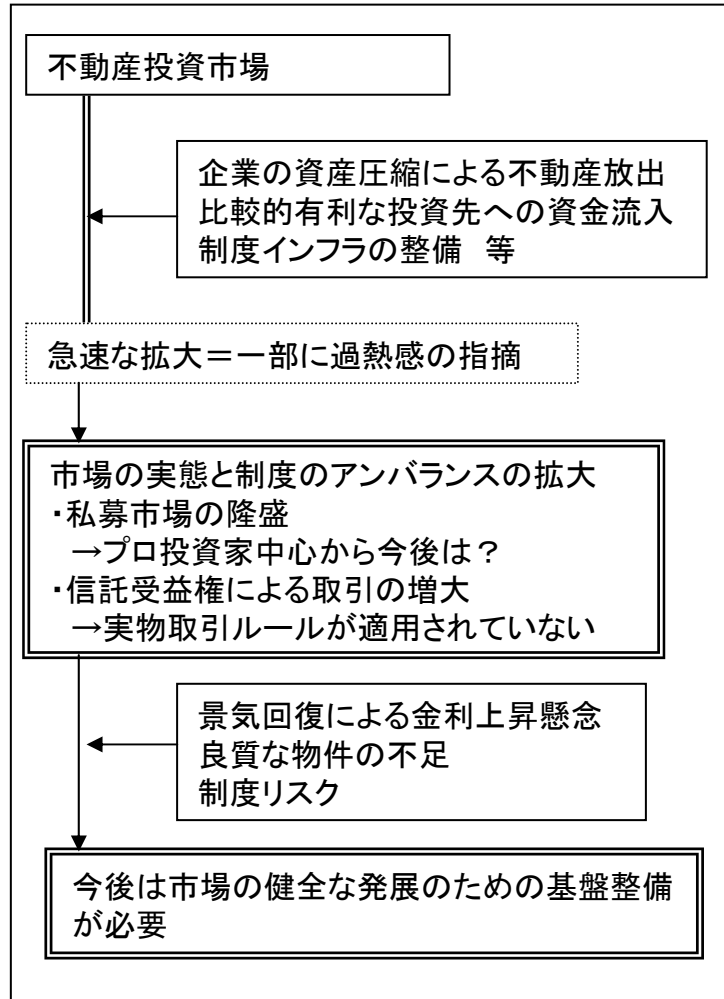 不動産投資市場
企業の資産圧縮による不動産放出
比較的有利な投資先への資金流入
制度インフラの整備　等
急速な拡大＝一部に過熱感の指摘
市場の実態と制度のアンバランスの拡大
・私募市場の隆盛
→プロ投資家中心から今後は？
・信託受益権による取引の増大
→実物取引ルールが適用されていない
景気回復による金利上昇懸念
良質な物件の不足
制度リスク
今後は市場の健全な発展のための基盤整備
が必要